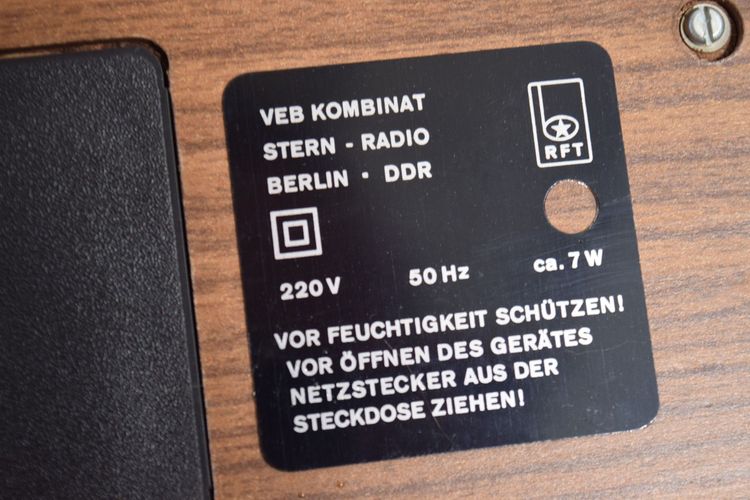 VEB KOMBINAT
STERN - RADIO
BERLIN · DDR
RFT
220 V 50 Hz ca. 7 W
VOR FEUCHTIGKEIT SCHÜTZEN!
VOR ÖFFNEN DES GERÄTES
NETZSTECKER AUS DER
STECKDOSE ZIEHEN!